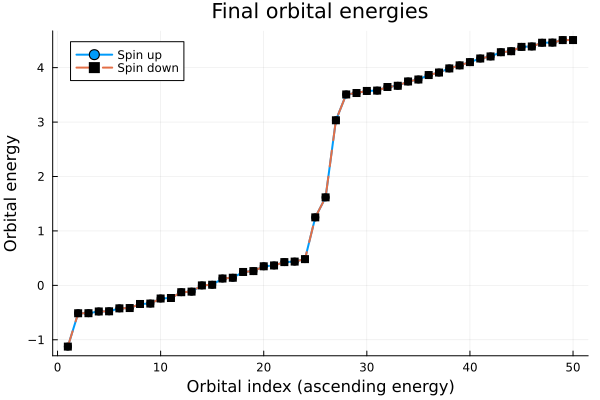 Final orbital energies
Spin up
Spin down
Orbital energy
4
3
2
1
0
−1
0 10 20 30 40 50
Orbital index (ascending energy)